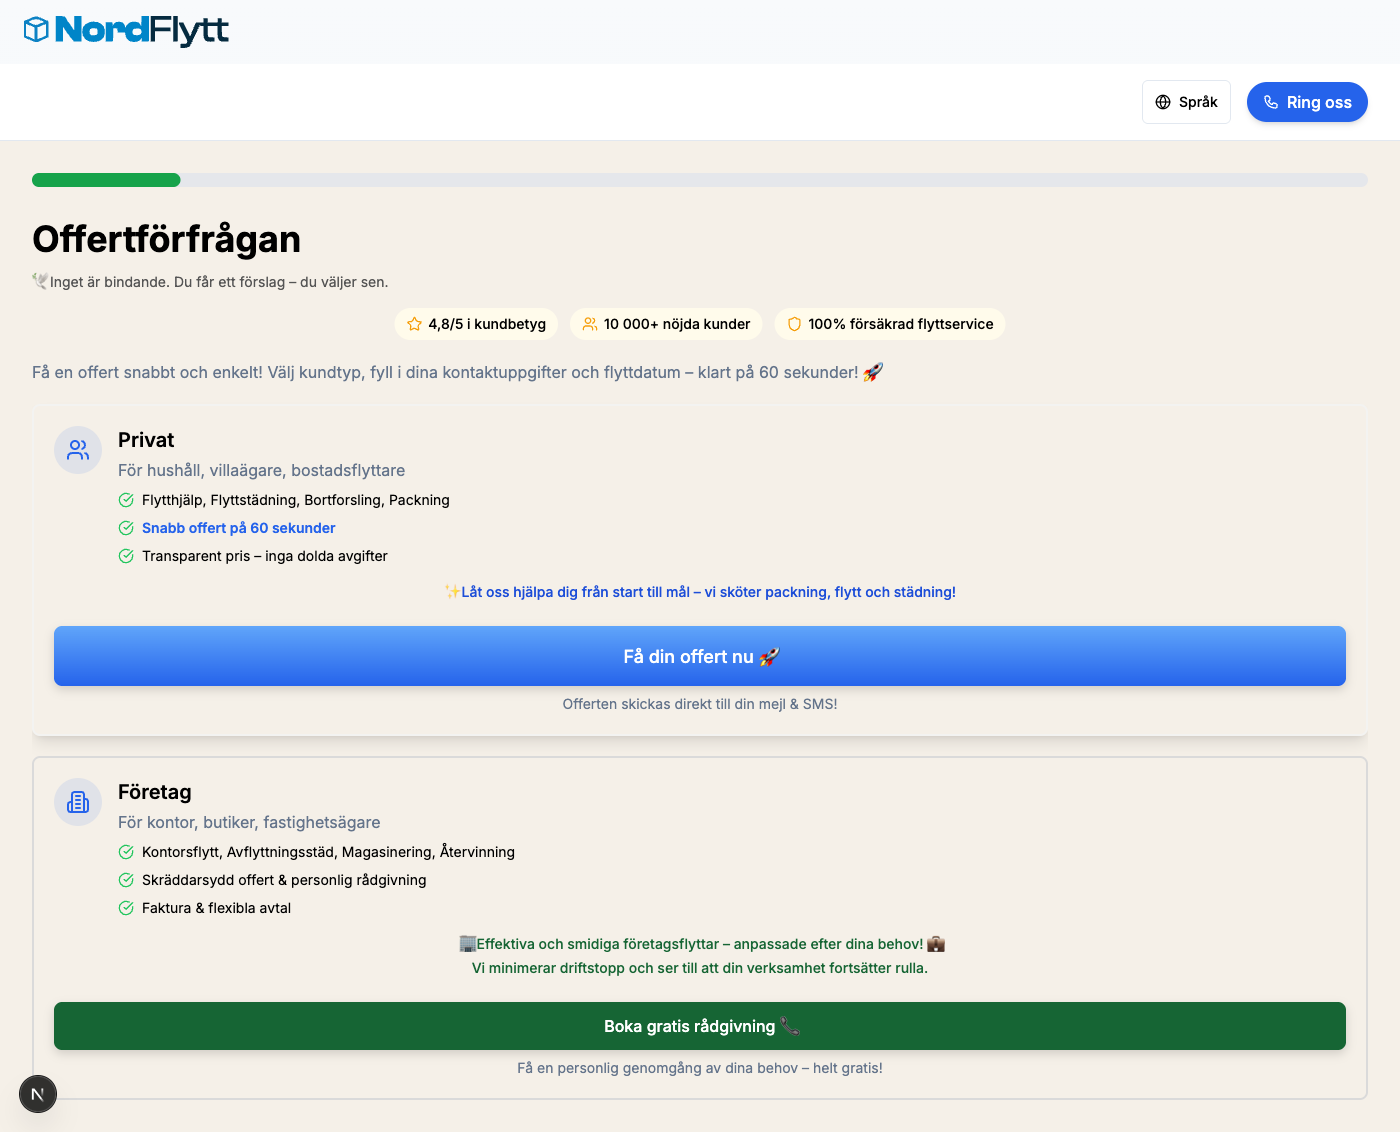 NordFlytt
Språk
Ring oss
Offertförfrågan
🕊️Inget är bindande. Du får ett förslag – du väljer sen.
4,8/5 i kundbetyg
10 000+ nöjda kunder
100% försäkrad flyttservice
Få en offert snabbt och enkelt! Välj kundtyp, fyll i dina kontaktuppgifter och flyttdatum – klart på 60 sekunder! 🚀
Privat
För hushåll, villaägare, bostadsflyttare
Flytthjälp, Flyttstädning, Bortforsling, Packning
Snabb offert på 60 sekunder
Transparent pris – inga dolda avgifter
✨Låt oss hjälpa dig från start till mål – vi sköter packning, flytt och städning!
Få din offert nu 🚀
Offerten skickas direkt till din mejl & SMS!
Företag
För kontor, butiker, fastighetsägare
Kontorsflytt, Avflyttningsstäd, Magasinering, Återvinning
Skräddarsydd offert & personlig rådgivning
Faktura & flexibla avtal
🏢Effektiva och smidiga företagsflyttar – anpassade efter dina behov! 💼
Vi minimerar driftstopp och ser till att din verksamhet fortsätter rulla.
Boka gratis rådgivning 📞
Få en personlig genomgång av dina behov – helt gratis!
N